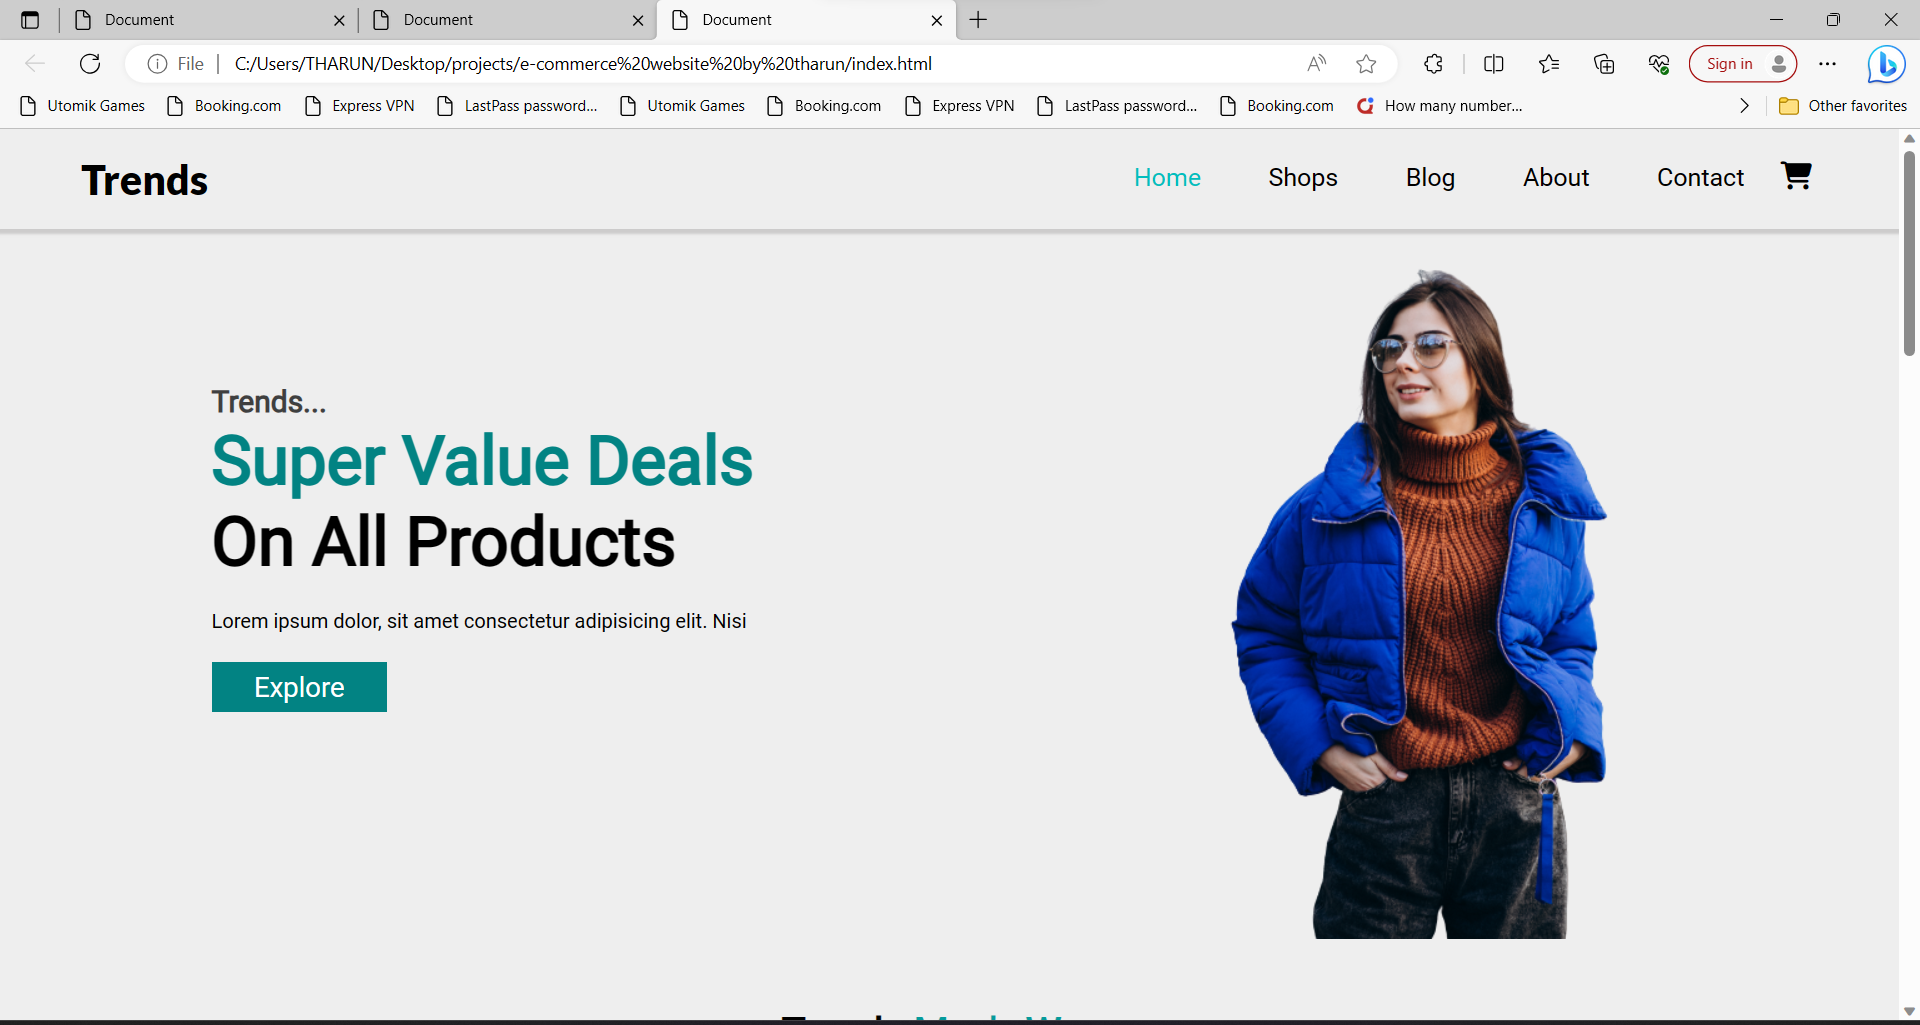 Document Document Document
File C:/Users/THARUN/Desktop/projects/e-commerce%20website%20by%20tharun/index.html Sign in
Utomik Games Booking.com Express VPN LastPass password... Utomik Games Booking.com Express VPN LastPass password... Booking.com How many number... Other favorites
Trends Home Shops Blog About Contact
Trends...
Super Value Deals
On All Products
Lorem ipsum dolor, sit amet consectetur adipisicing elit. Nisi
Explore